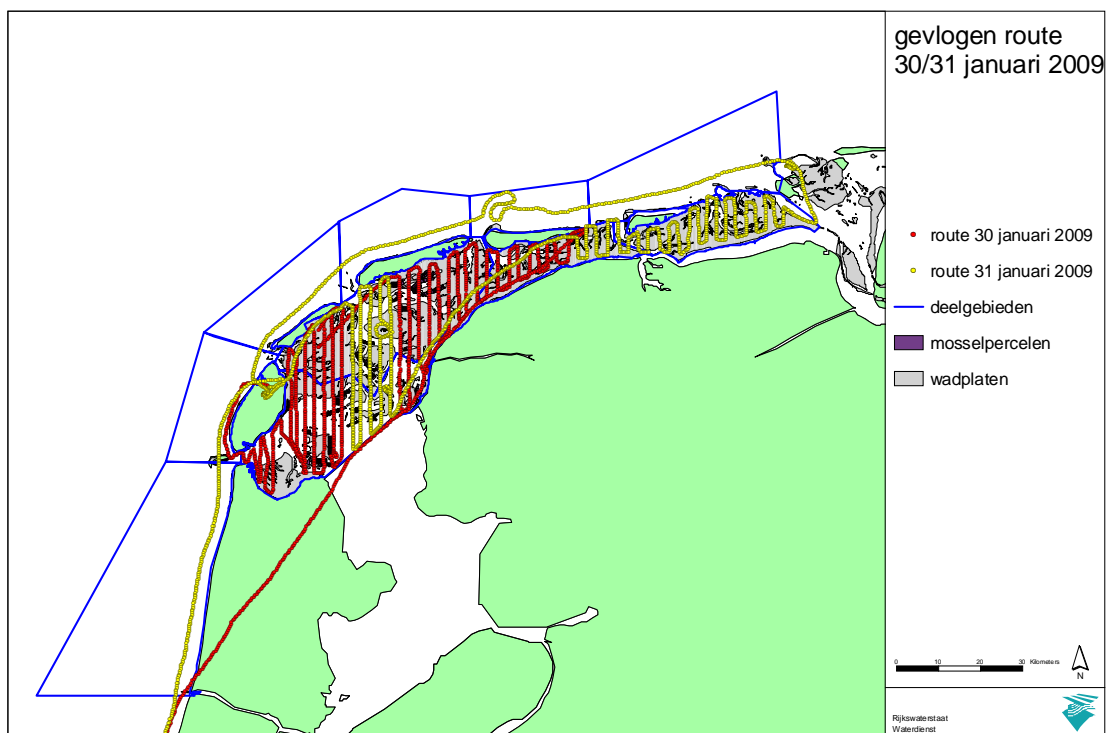 gevlogen route
30/31 januari 2009
route 30 januari 2009
route 31 januari 2009
deelgebieden
mosselpercelen
wadplaten
0 10 20 30 Kilometers
N
Rijkswaterstaat
Waterdienst